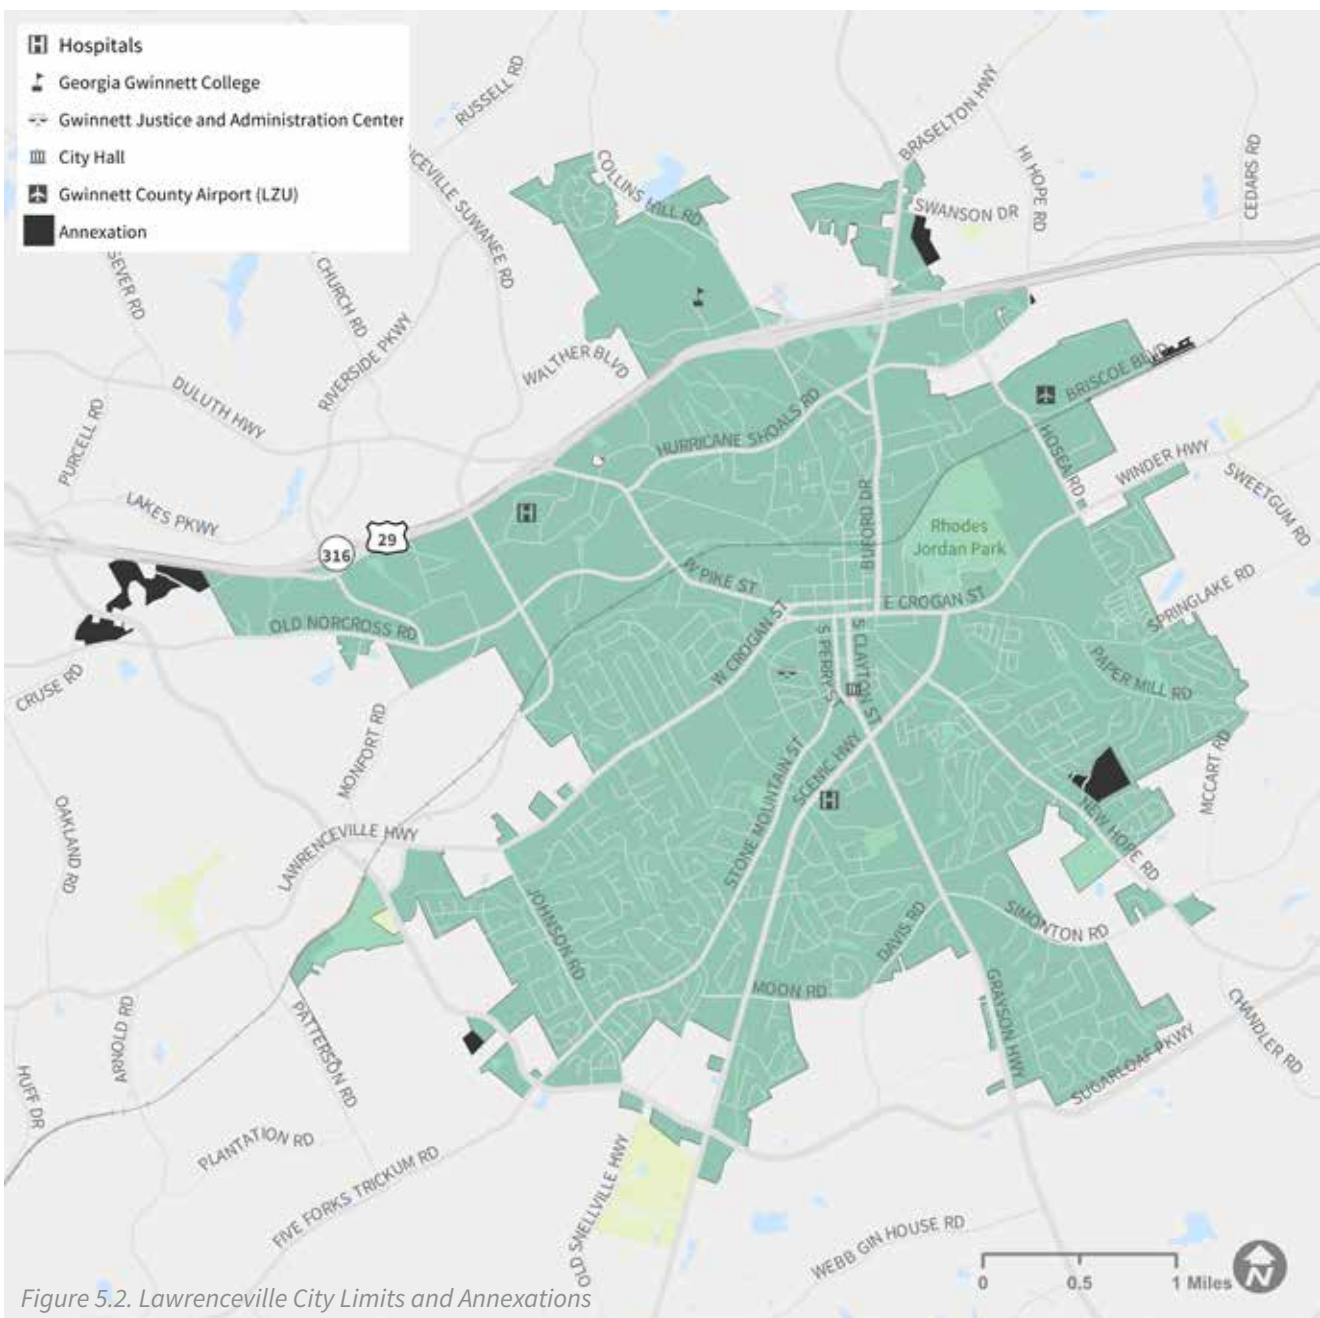 Hospitals
Georgia Gwinnett College
Gwinnett Justice and Administration Center
City Hall
Gwinnett County Airport (LZU)
Annexation
RUSSELL RD
BRASELTON HWY
HI HOPE RD
CEDARS RD
COLLINS HILL RD
SWANSON DR
ICEVILLE SUWANEE RD
SEVER RD
CHURCH RD
RIVERSIDE PKWY
WALTHER BLVD
BRISCOE BLVD
DULUTH HWY
PURCELL RD
HURRICANE SHOALS RD
HOSEA RD
WINDER HWY
SWEETGUM RD
LAKES PKWY
BUFORD DR
Rhodes
Jordan Park
29
316
W PIKE ST
E CROGAN ST
SPRINGLAKE RD
OLD NORCROSS RD
W CROGAN ST
S PERRY ST
S CLAYTON ST
PAPER MILL RD
CRUSE RD
MONFORT RD
STONE MOUNTAIN ST
SCENIC HWY
MCCART RD
NEW HOPE RD
OAKLAND RD
LAWRENCEVILLE HWY
JOHNSON RD
DAVIS RD
SIMONTON RD
MOON RD
GRAYSON HWY
CHANDLER RD
SUGARLOAF PKWY
ARNOLD RD
PATTERSON RD
HUFF DR
PLANTATION RD
FIVE FORKS TRICKUM RD
OLD SNELLVILLE HWY
WEBB GIN HOUSE RD
0 0.5 1 Miles
N
Figure 5.2. Lawrenceville City Limits and Annexations